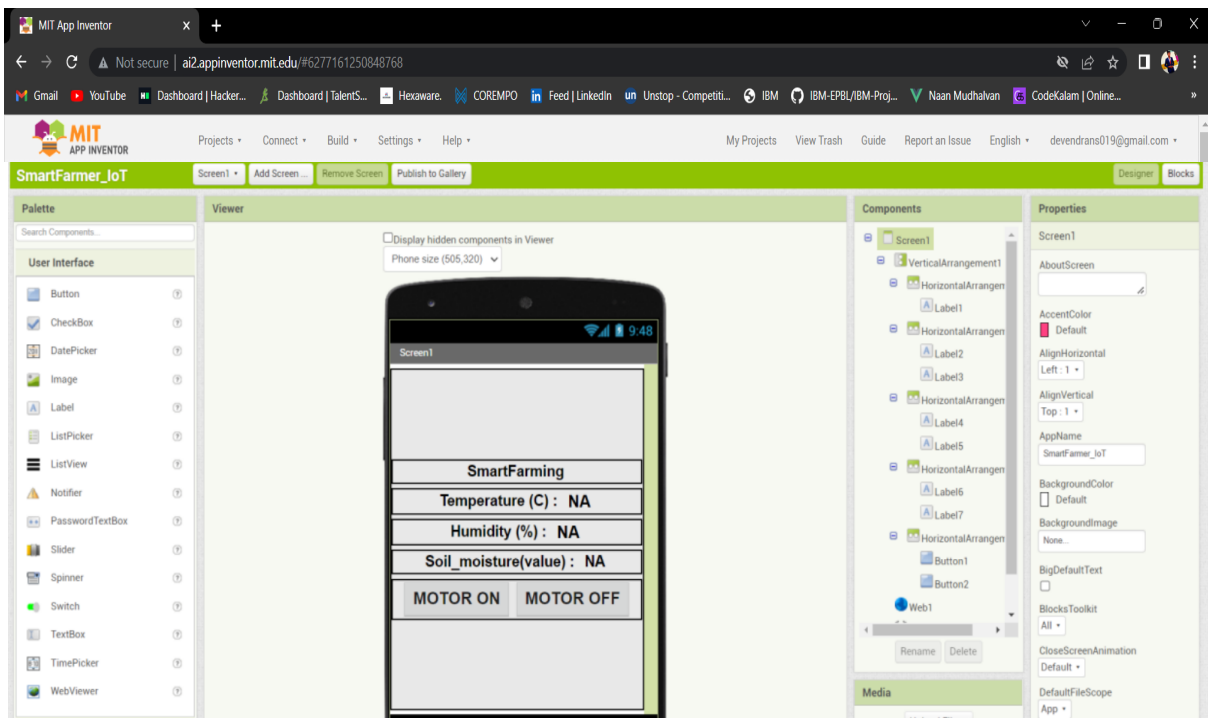 MIT App Inventor
Not secure | ai2.appinventor.mit.edu/#6277161250848768
Gmail YouTube Dashboard | Hacker... Dashboard | TalentS... Hexaware. COREMPO Feed | LinkedIn Unstop - Competiti... IBM IBM-EPBL/IBM-Proj... Naan Mudhalvan CodeKalam | Online... »
MIT
APP INVENTOR
Projects Connect Build Settings Help My Projects View Trash Guide Report an Issue English devendrans019@gmail.com
SmartFarmer_IoT Screen1 Add Screen ... Remove Screen Publish to Gallery Designer Blocks
Palette
Search Components...
User Interface
Button
CheckBox
DatePicker
Image
Label
ListPicker
ListView
Notifier
PasswordTextBox
Slider
Spinner
Switch
TextBox
TimePicker
WebViewer
Viewer
Display hidden components in Viewer
Phone size (505,320)
9:48
Screen1
SmartFarming
Temperature (C) : NA
Humidity (%) : NA
Soil_moisture(value) : NA
MOTOR ON MOTOR OFF
Components
Screen1
VerticalArrangement1
HorizontalArrangen
Label1
HorizontalArrangen
Label2
Label3
HorizontalArrangen
Label4
Label5
HorizontalArrangen
Label6
Label7
HorizontalArrangen
Button1
Button2
Web1
Rename Delete
Media
Properties
Screen1
AboutScreen
AccentColor
Default
AlignHorizontal
Left : 1
AlignVertical
Top : 1
AppName
SmartFarmer_IoT
BackgroundColor
Default
BackgroundImage
None...
BigDefaultText
BlocksToolkit
All
CloseScreenAnimation
Default
DefaultFileScope
App